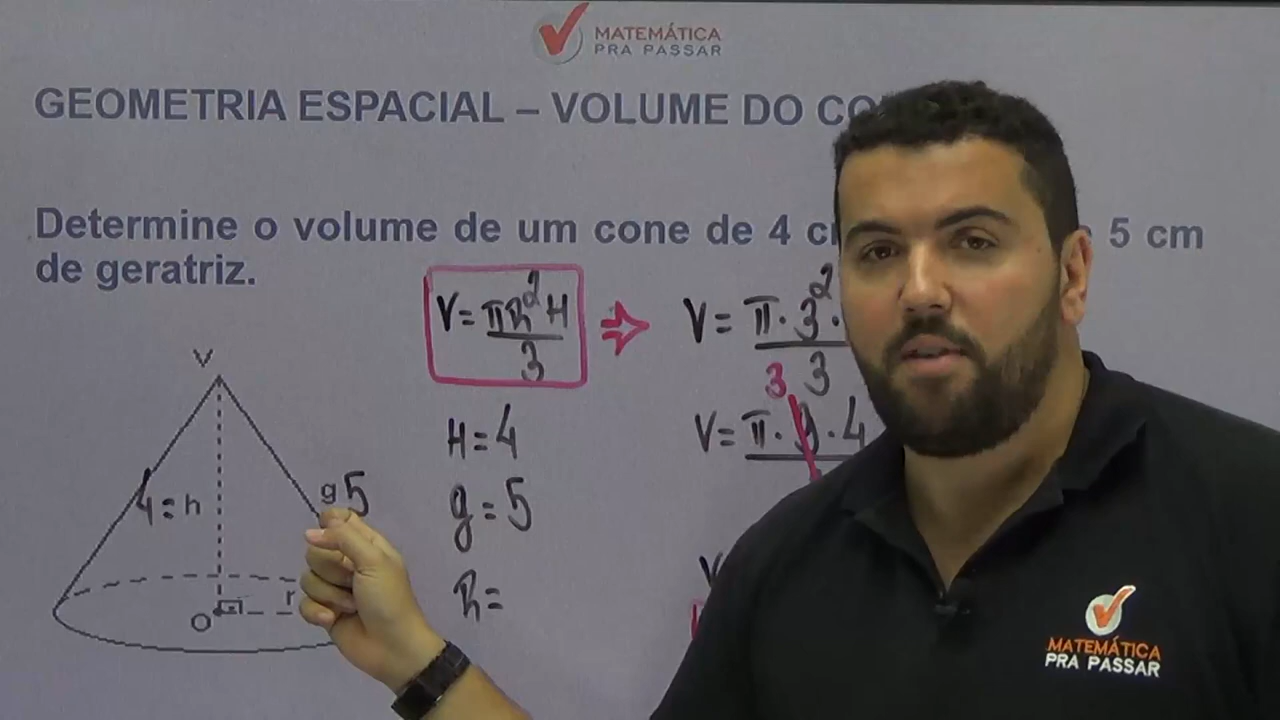 MATEMÁTICA
PRA PASSAR
GEOMETRIA ESPACIAL – VOLUME DO
Determine o volume de um cone de 4 5 cm
de geratriz.
V = πR²H / 3 ⇒ V = π · 3² ·
3 3
V = π · 9 · 4
V
4 = h
g 5
r
O
H = 4
g = 5
R =
V
MATEMÁTICA
PRA PASSAR